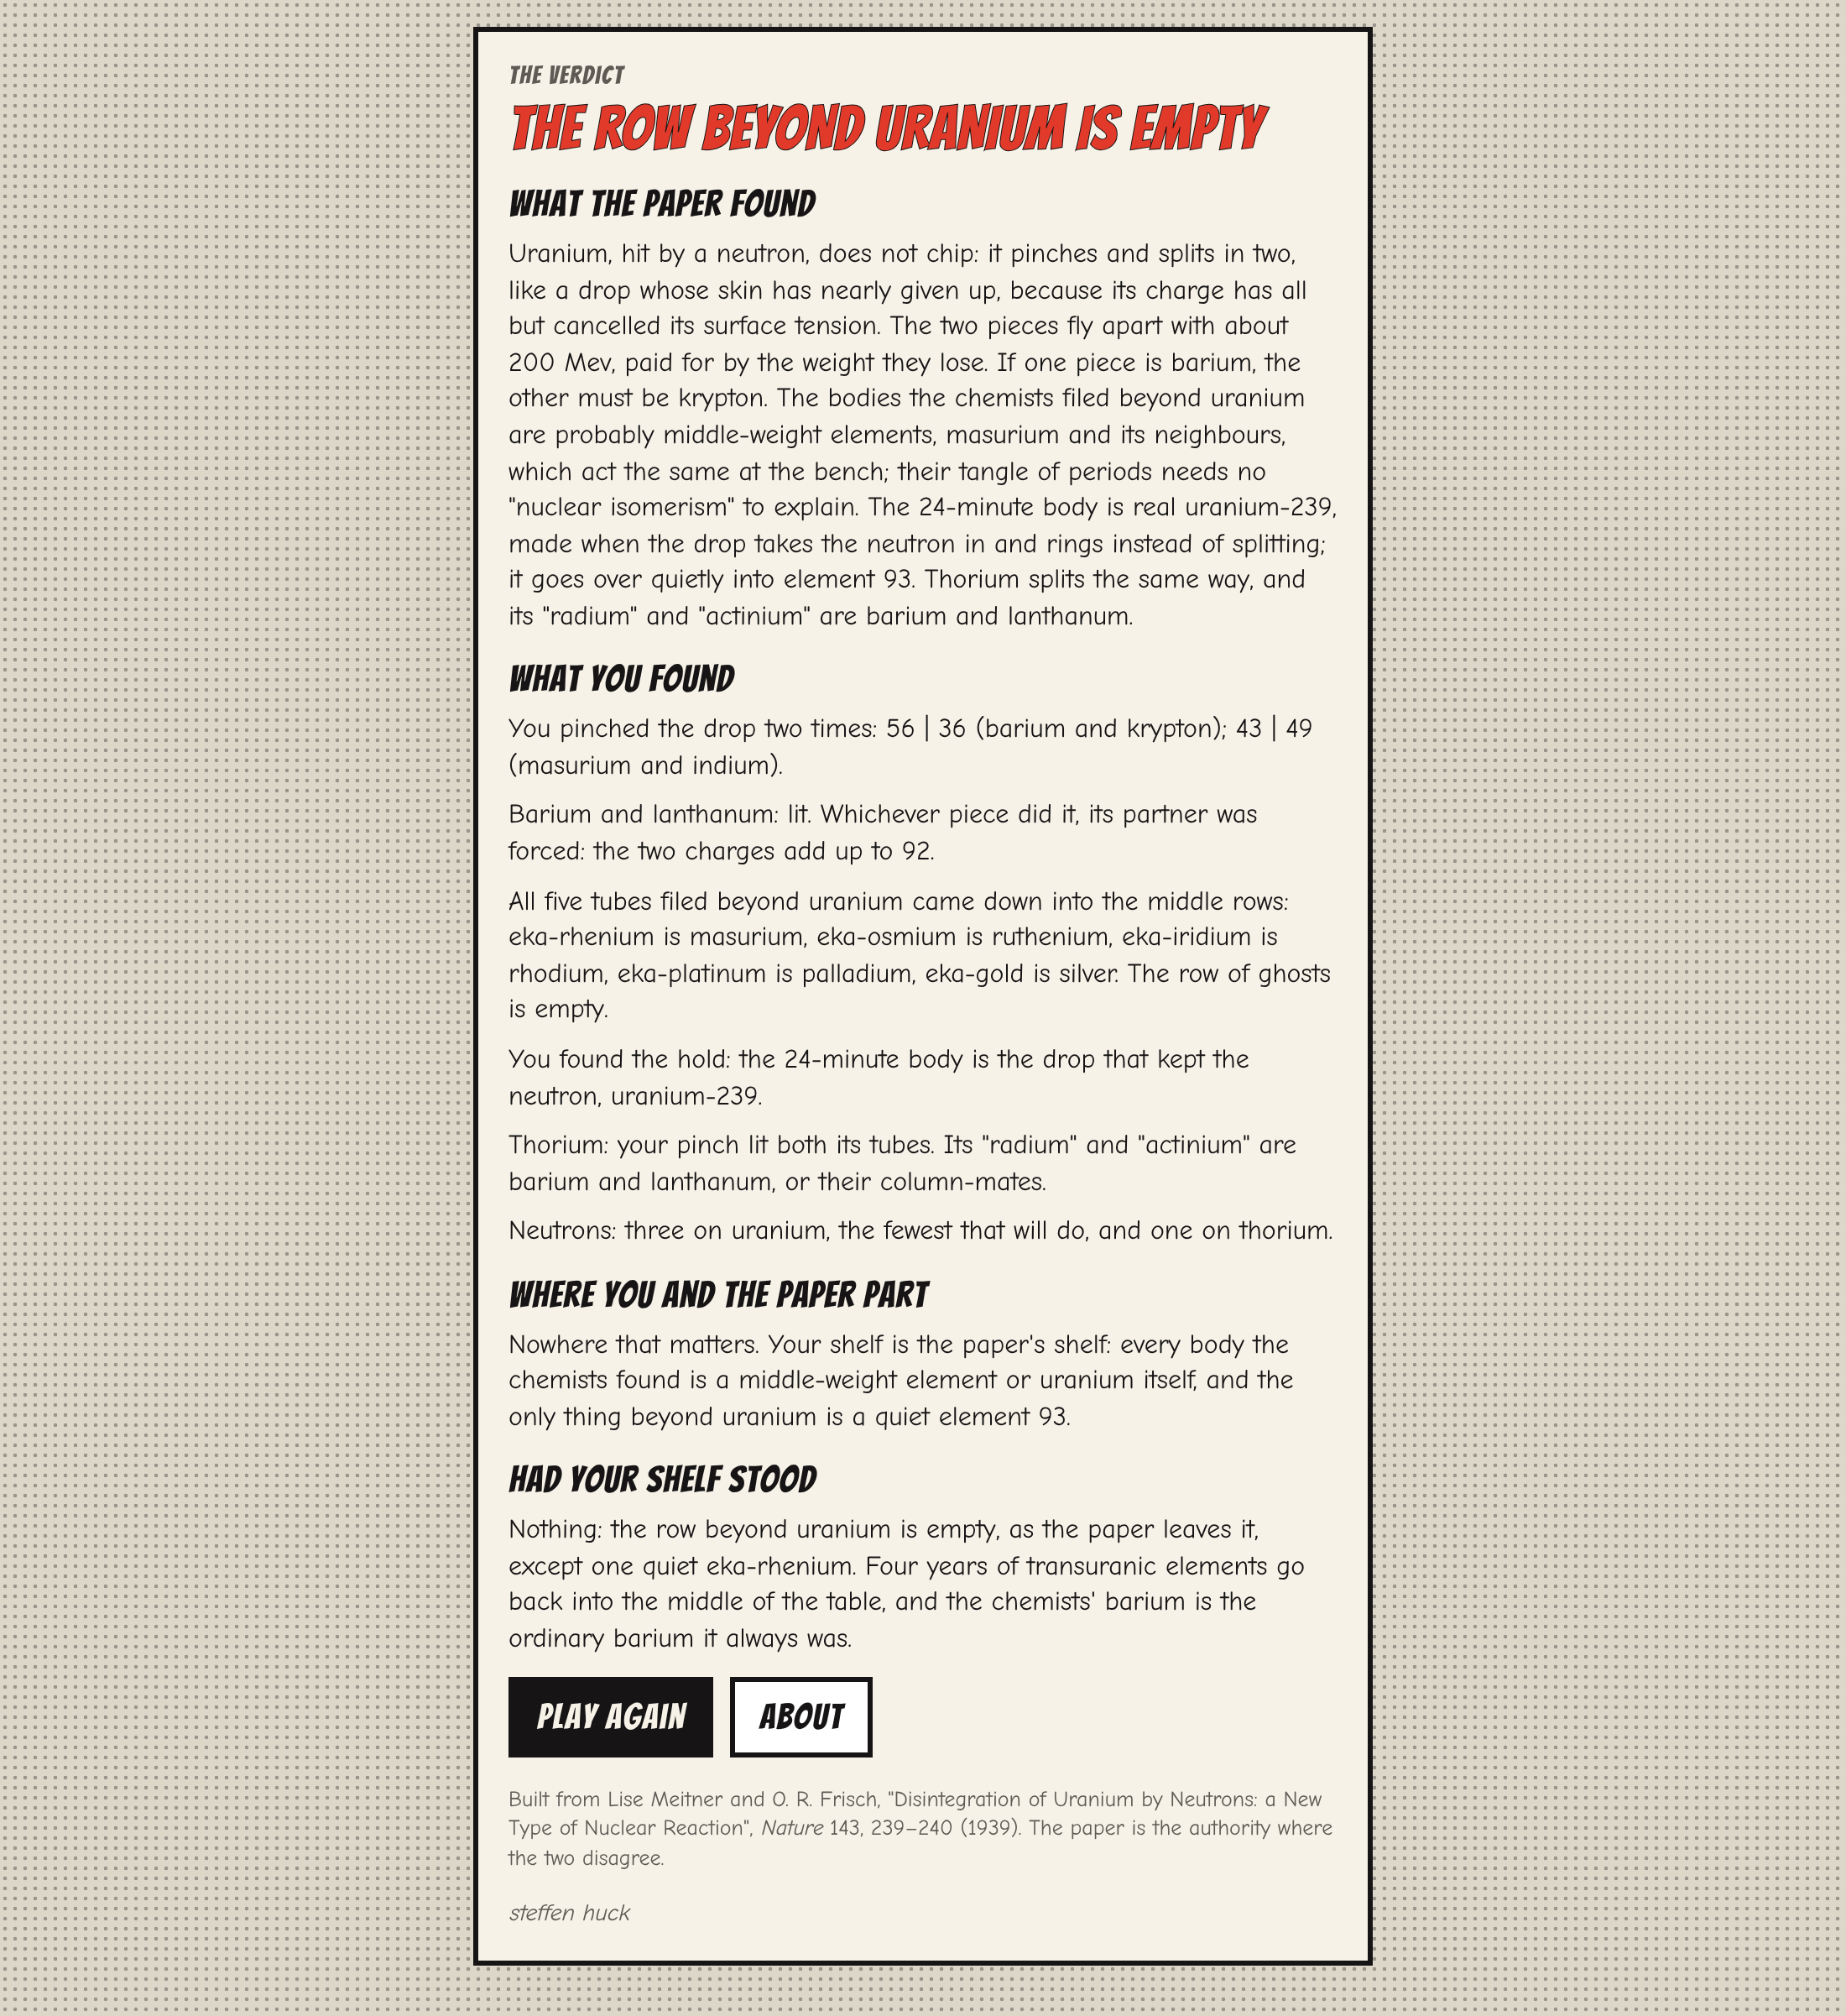 THE VERDICT
THE ROW BEYOND URANIUM IS EMPTY
WHAT THE PAPER FOUND
Uranium, hit by a neutron, does not chip: it pinches and splits in two,
like a drop whose skin has nearly given up, because its charge has all
but cancelled its surface tension. The two pieces fly apart with about
200 Mev, paid for by the weight they lose. If one piece is barium, the
other must be krypton. The bodies the chemists filed beyond uranium
are probably middle-weight elements, masurium and its neighbours,
which act the same at the bench; their tangle of periods needs no
"nuclear isomerism" to explain. The 24-minute body is real uranium-239,
made when the drop takes the neutron in and rings instead of splitting;
it goes over quietly into element 93. Thorium splits the same way, and
its "radium" and "actinium" are barium and lanthanum.
WHAT YOU FOUND
You pinched the drop two times: 56 | 36 (barium and krypton); 43 | 49
(masurium and indium).
Barium and lanthanum: lit. Whichever piece did it, its partner was
forced: the two charges add up to 92.
All five tubes filed beyond uranium came down into the middle rows:
eka-rhenium is masurium, eka-osmium is ruthenium, eka-iridium is
rhodium, eka-platinum is palladium, eka-gold is silver. The row of ghosts
is empty.
You found the hold: the 24-minute body is the drop that kept the
neutron, uranium-239.
Thorium: your pinch lit both its tubes. Its "radium" and "actinium" are
barium and lanthanum, or their column-mates.
Neutrons: three on uranium, the fewest that will do, and one on thorium.
WHERE YOU AND THE PAPER PART
Nowhere that matters. Your shelf is the paper's shelf: every body the
chemists found is a middle-weight element or uranium itself, and the
only thing beyond uranium is a quiet element 93.
HAD YOUR SHELF STOOD
Nothing: the row beyond uranium is empty, as the paper leaves it,
except one quiet eka-rhenium. Four years of transuranic elements go
back into the middle of the table, and the chemists' barium is the
ordinary barium it always was.
PLAY AGAIN
ABOUT
Built from Lise Meitner and O. R. Frisch, "Disintegration of Uranium by Neutrons: a New
Type of Nuclear Reaction", Nature 143, 239–240 (1939). The paper is the authority where
the two disagree.
steffen huck